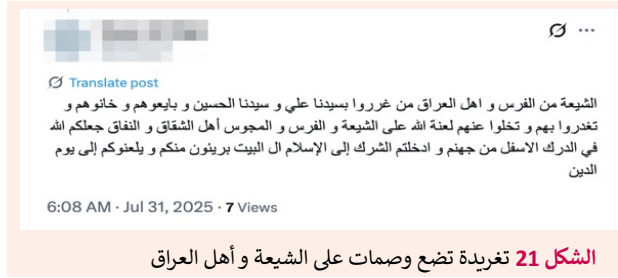 Translate post
الشيعة من الفرس و اهل العراق من غرروا بسيدنا علي و سيدنا الحسين و بايعوهم و خانوهم و
تغدروا بهم و تخلوا عنهم لعنة الله على الشيعة و الفرس و المجوس أهل الشقاق و النفاق جعلكم الله
في الدرك الاسفل من جهنم و ادخلتم الشرك إلى الإسلام ال البيت بريئون منكم و يلعنوكم إلى يوم
الدين
6:08 AM · Jul 31, 2025 · 7 Views
الشكل 21 تغريدة تضع وصمات على الشيعة و أهل العراق